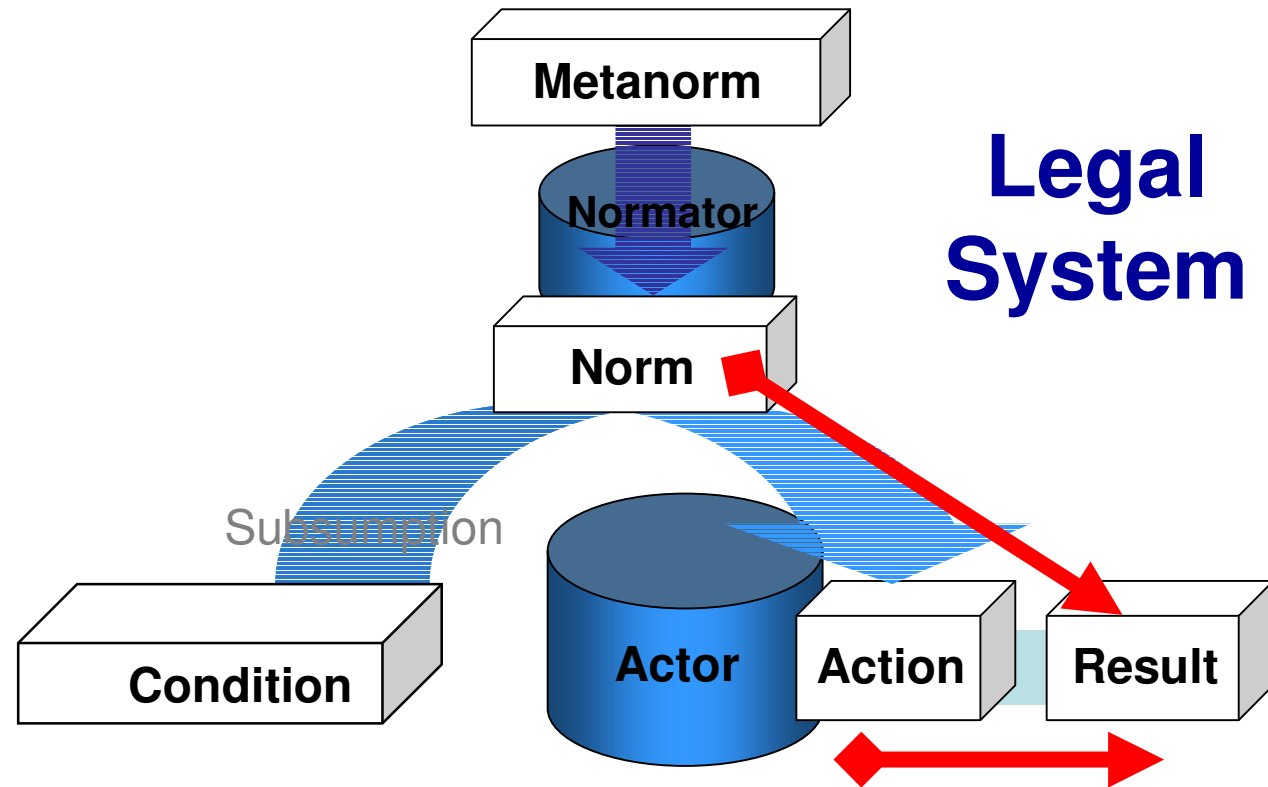 Metanorm
Legal
System
Normator
Norm
Subsumption
Condition
Actor
Action
Result